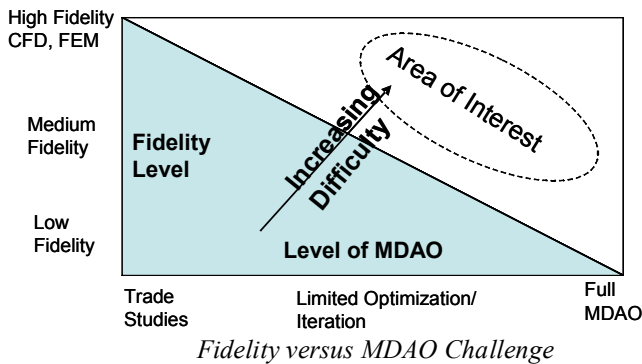 High Fidelity
CFD, FEM
Area of Interest
Increasing
Difficulty
Medium
Fidelity
Fidelity
Level
Low
Fidelity
Level of MDAO
Trade
Studies
Limited Optimization/
Iteration
Full
MDAO
Fidelity versus MDAO Challenge